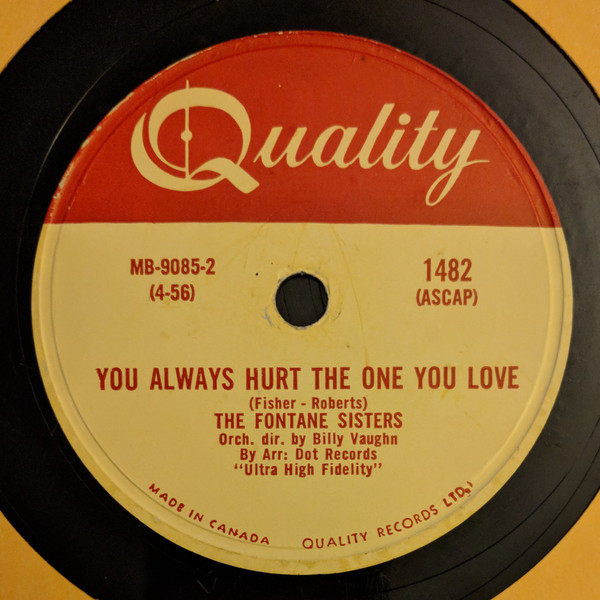 Quality
MB-9085-2
(4-56)
1482
(ASCAP)
YOU ALWAYS HURT THE ONE YOU LOVE
(Fisher - Roberts)
THE FONTANE SISTERS
Orch. dir. by Billy Vaughn
By Arr: Dot Records
"Ultra High Fidelity"
MADE IN CANADA QUALITY RECORDS LTD.